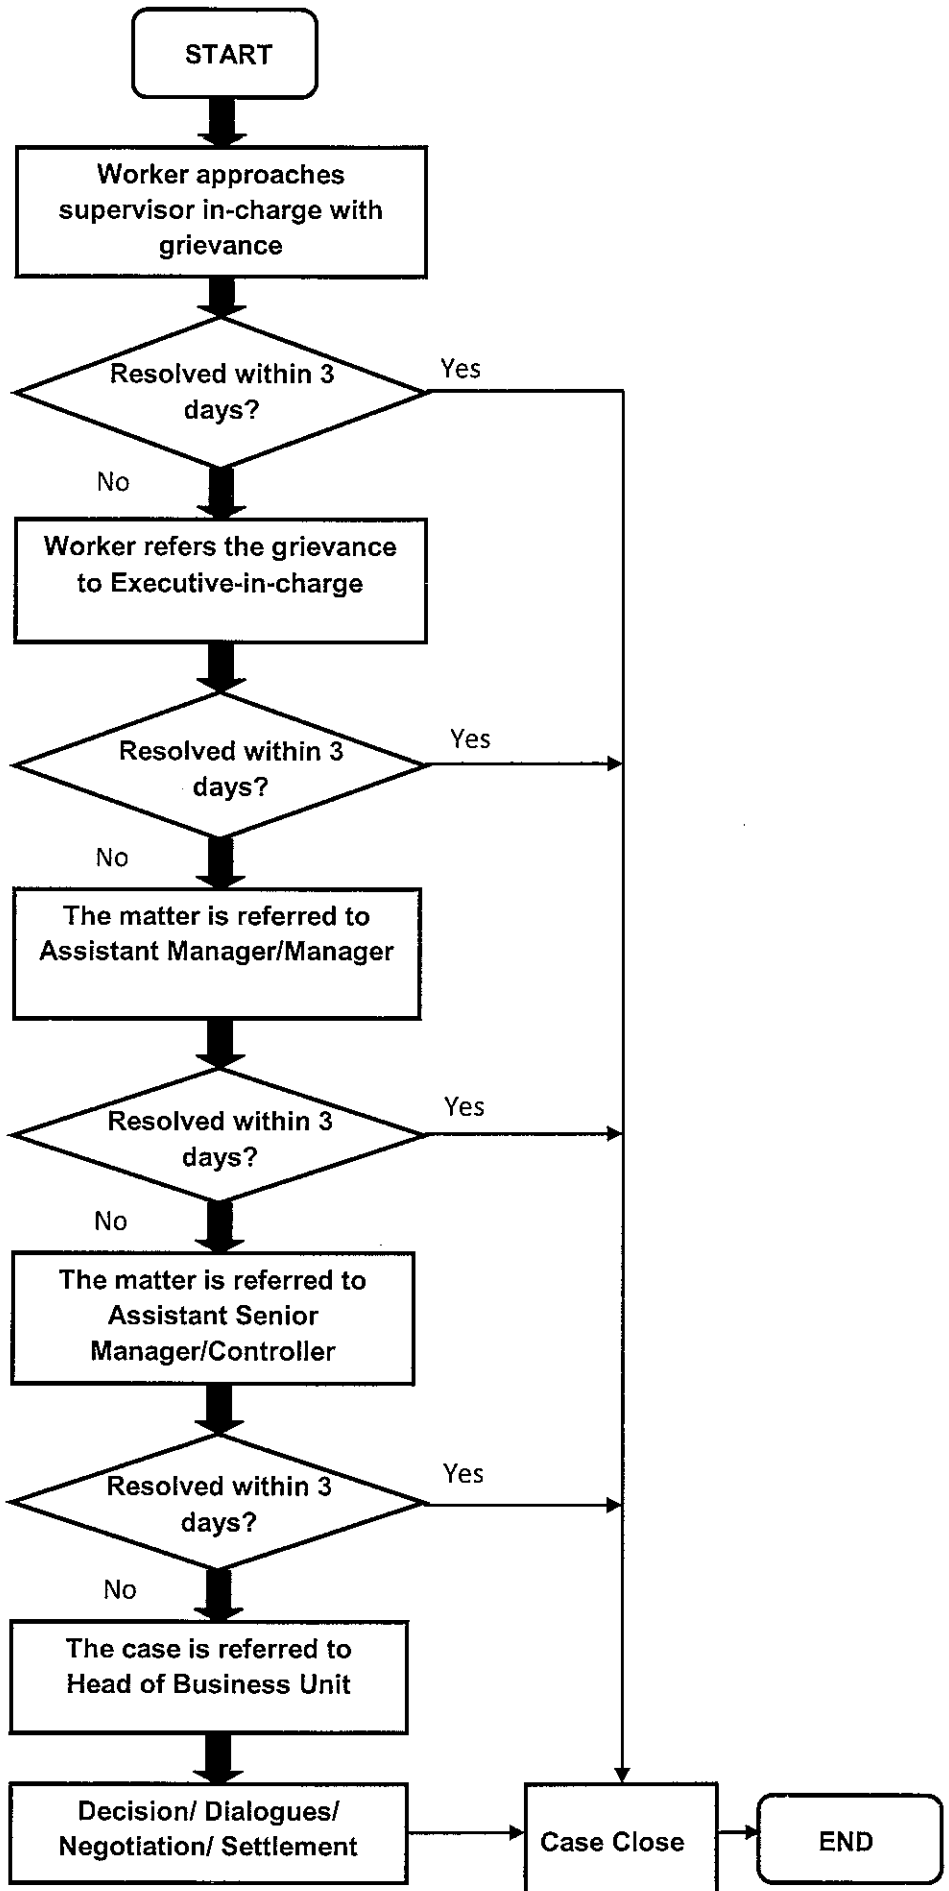 START
Worker approaches
supervisor in-charge with
grievance
Resolved within 3
days?
Yes
No
Worker refers the grievance
to Executive-in-charge
Resolved within 3
days?
Yes
No
The matter is referred to
Assistant Manager/Manager
Resolved within 3
days?
Yes
No
The matter is referred to
Assistant Senior
Manager/Controller
Resolved within 3
days?
Yes
No
The case is referred to
Head of Business Unit
Decision/ Dialogues/
Negotiation/ Settlement
Case Close
END